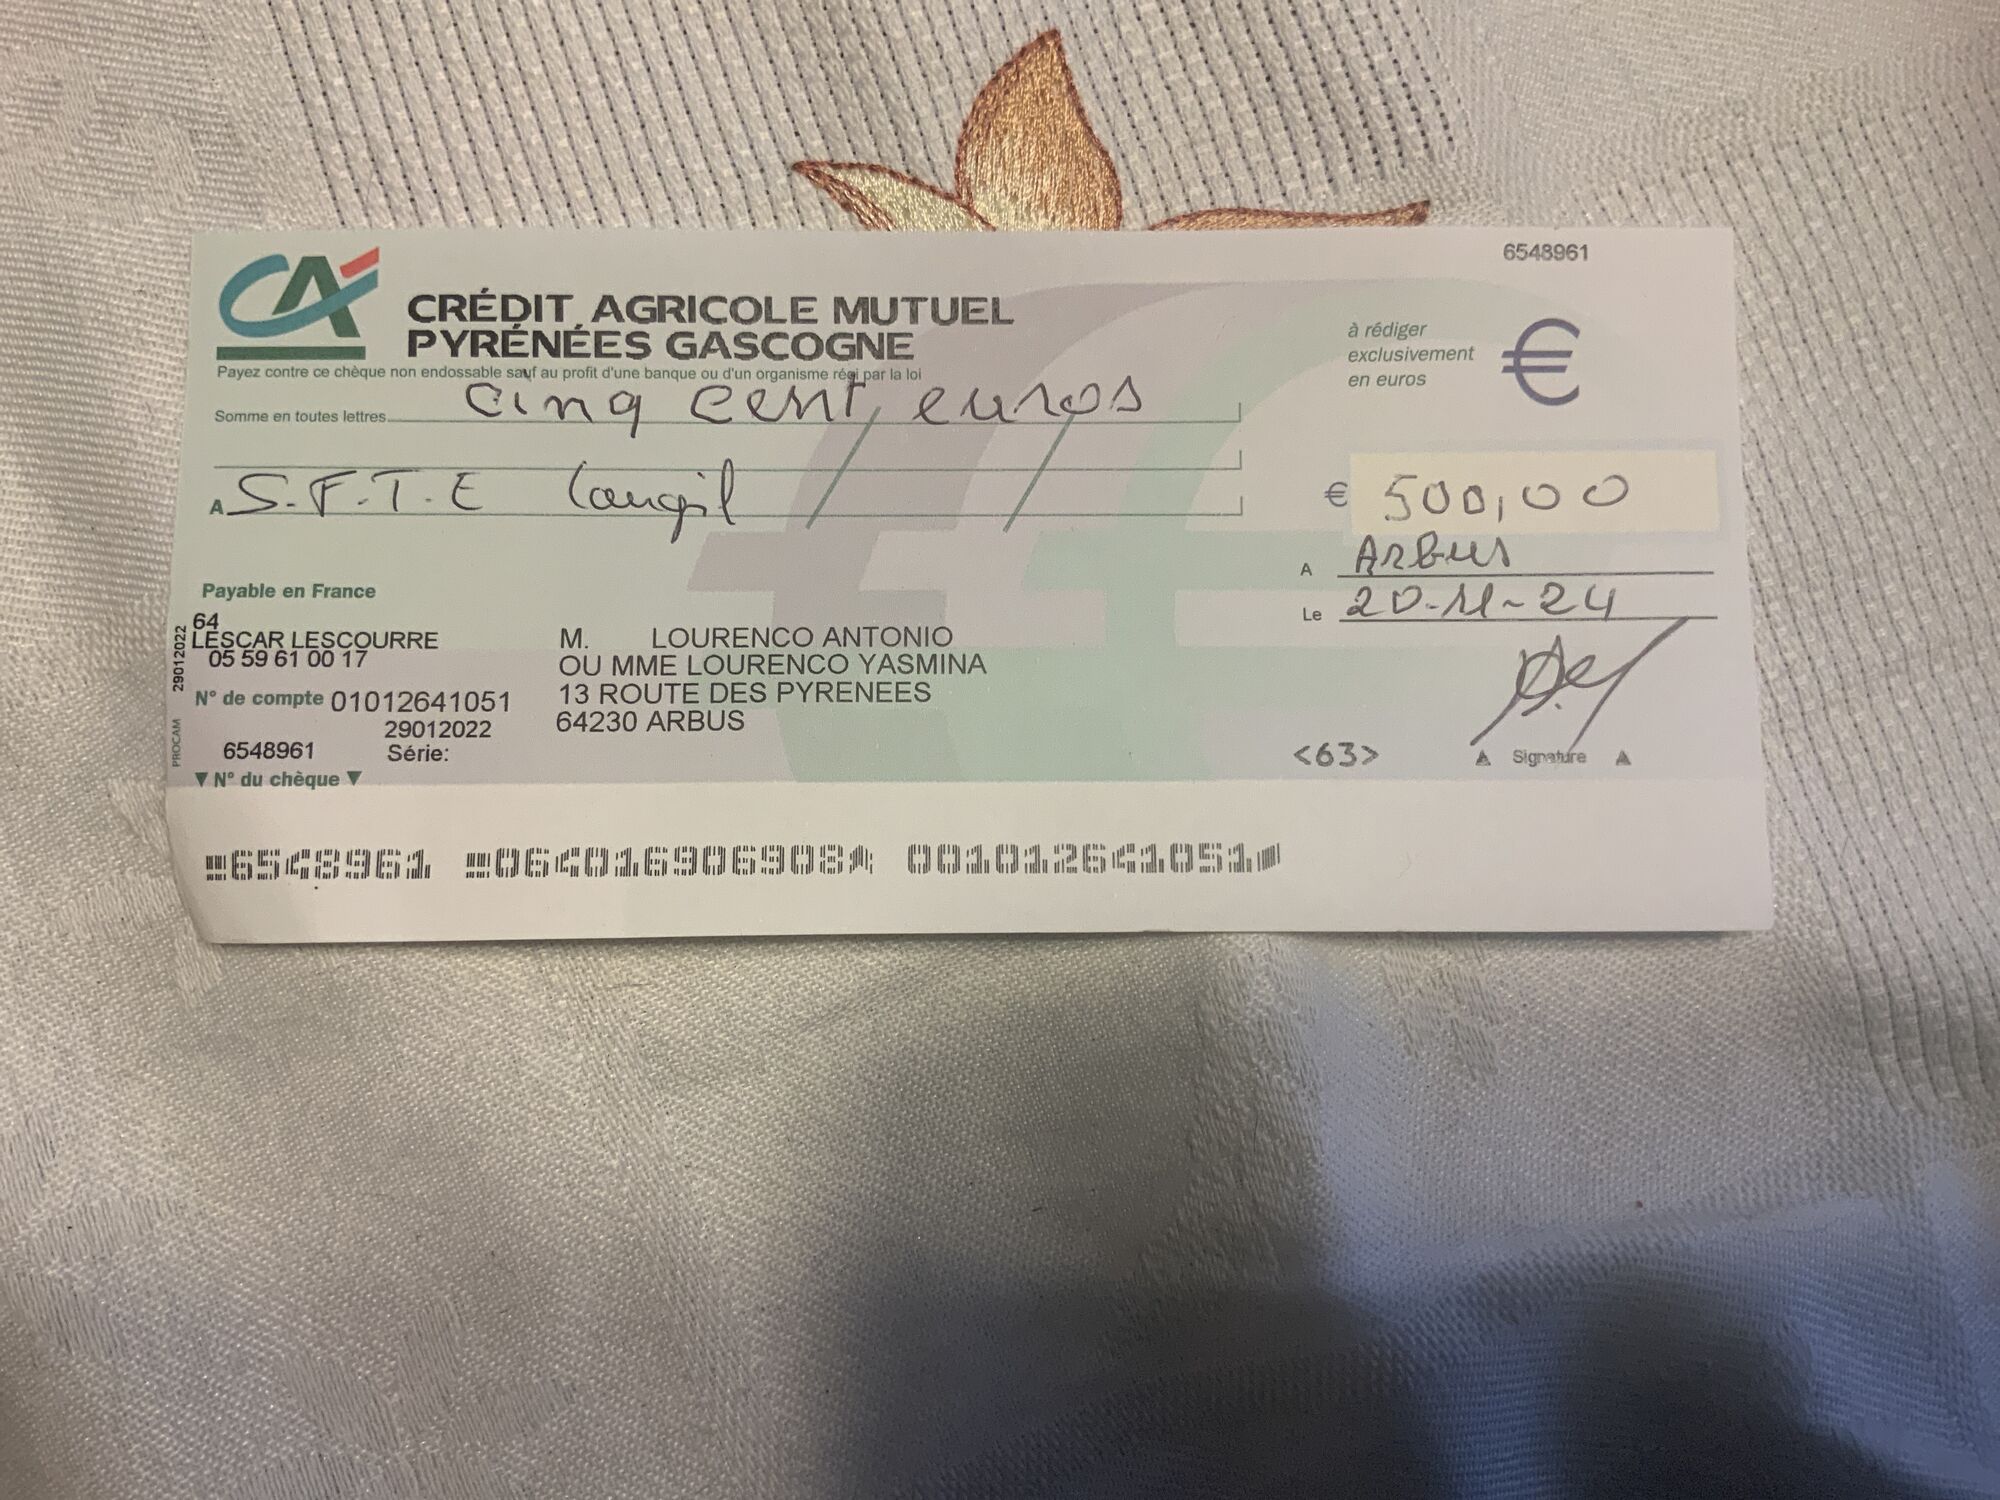 6548961
CA
CRÉDIT AGRICOLE MUTUEL
PYRÉNÉES GASCOGNE
Payez contre ce chèque non endossable sauf au profit d'une banque ou d'un organisme régi par la loi
à rédiger
exclusivement
en euros
€
Somme en toutes lettres cinq cent euros
A S.F.T.E
€ 500,00
A Arbus
Le 20-11-24
Payable en France
64
LESCAR LESCOURRE
05 59 61 00 17
N° de compte 01012641051
29012022
6548961 Série:
▼ N° du chèque ▼
PROCAM 29012022
M. LOURENCO ANTONIO
OU MME LOURENCO YASMINA
13 ROUTE DES PYRENEES
64230 ARBUS
<63>
▲ Signature ▲
6548961 064016906908 001012641051